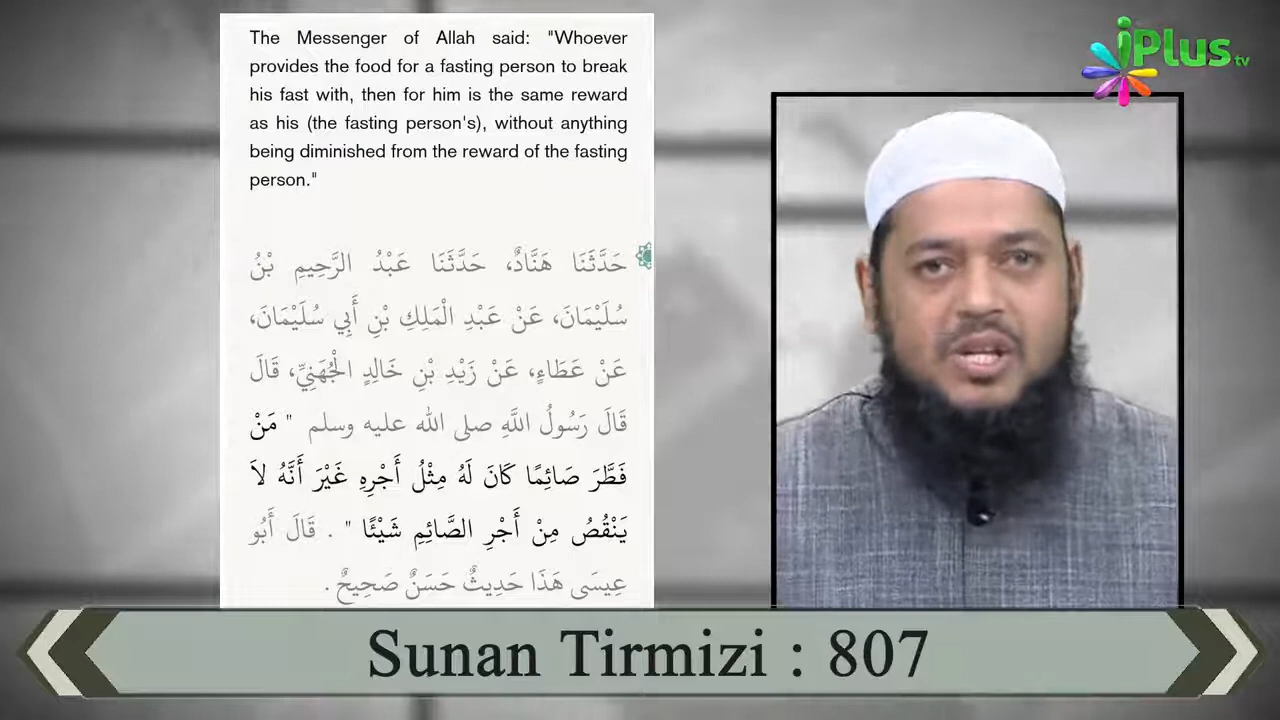 The Messenger of Allah said: "Whoever
provides the food for a fasting person to break
his fast with, then for him is the same reward
as his (the fasting person's), without anything
being diminished from the reward of the fasting
person."
حَدَّثَنَا هَنَّادٌ، حَدَّثَنَا عَبْدُ الرَّحِيمِ بْنُ
سُلَيْمَانَ، عَنْ عَبْدِ الْمَلِكِ بْنِ أَبِي سُلَيْمَانَ،
عَنْ عَطَاءٍ، عَنْ زَيْدِ بْنِ خَالِدٍ الْجُهَنِيِّ، قَالَ
قَالَ رَسُولُ اللَّهِ صلى الله عليه وسلم " مَنْ
فَطَّرَ صَائِمًا كَانَ لَهُ مِثْلُ أَجْرِهِ غَيْرَ أَنَّهُ لاَ
يَنْقُصُ مِنْ أَجْرِ الصَّائِمِ شَيْئًا " . قَالَ أَبُو
عِيسَى هَذَا حَدِيثٌ حَسَنٌ صَحِيحٌ .
iPlus tv
Sunan Tirmizi : 807